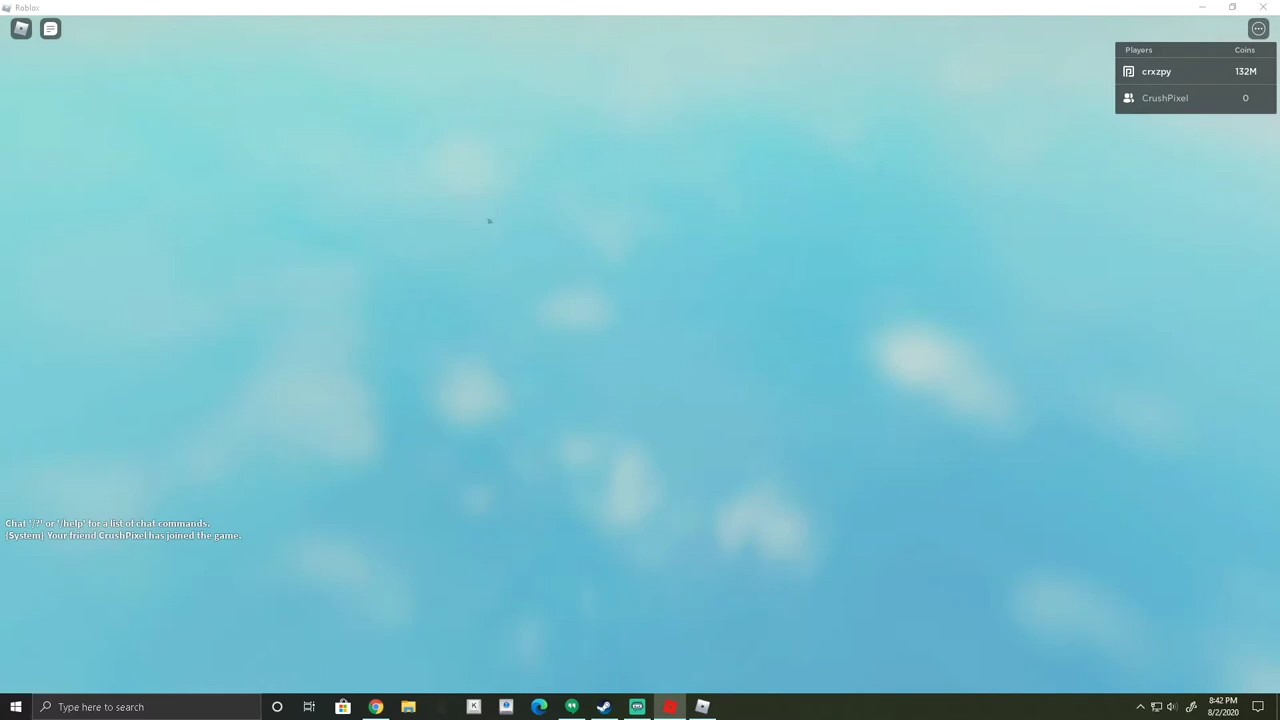 Roblox
Players Coins
crxzpy 132M
CrushPixel 0
Chat '/?' or '/help' for a list of chat commands.
{System} Your friend CrushPixel has joined the game.
Type here to search
K
8:42 PM
8/2/2020